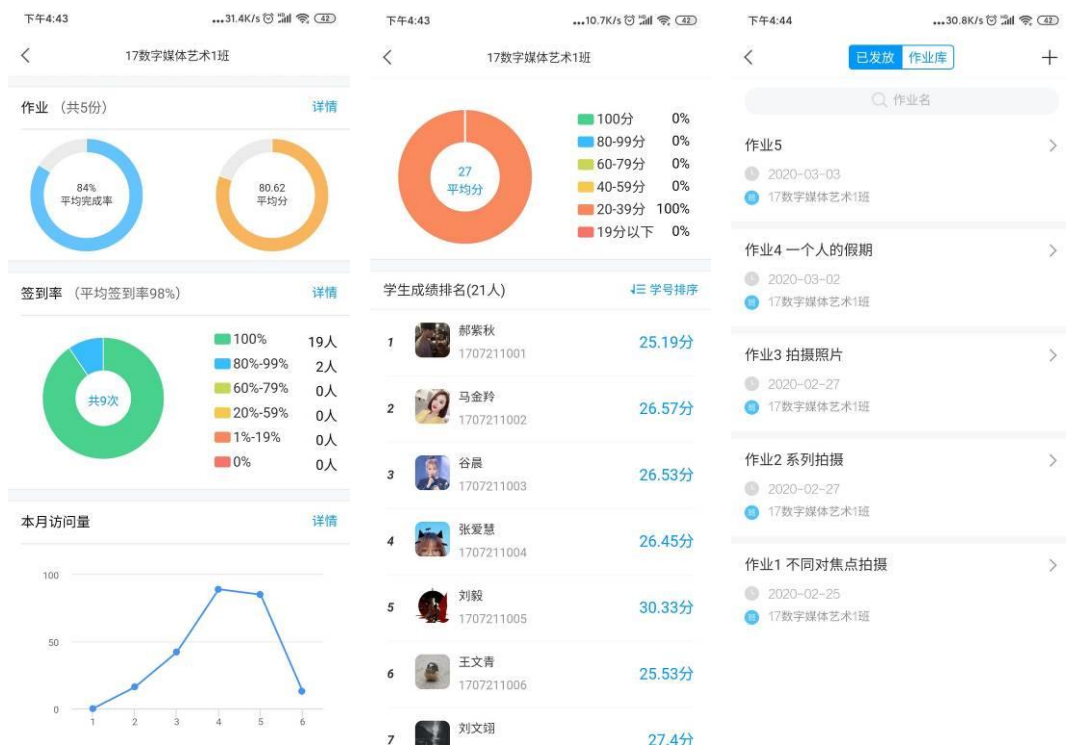 下午4:43
...31.4K/s
42
17数字媒体艺术1班
作业 （共5份）
详情
84%
平均完成率
80.62
平均分
签到率 （平均签到率98%）
详情
共9次
100% 19人
80%-99% 2人
60%-79% 0人
20%-59% 0人
1%-19% 0人
0% 0人
本月访问量
详情
100
50
0
1 2 3 4 5 6
下午4:43
...10.7K/s
42
17数字媒体艺术1班
27
平均分
100分 0%
80-99分 0%
60-79分 0%
40-59分 0%
20-39分 100%
19分以下 0%
学生成绩排名(21人)
学号排序
1 郝紫秋 25.19分
1707211001
2 马金羚 26.57分
1707211002
3 谷晨 26.53分
1707211003
4 张爱慧 26.45分
1707211004
5 刘毅 30.33分
1707211005
6 王文青 25.53分
1707211006
7 刘文翊 27.4分
下午4:44
...30.8K/s
42
已发放 作业库
作业名
作业5
2020-03-03
17数字媒体艺术1班
作业4 一个人的假期
2020-03-02
17数字媒体艺术1班
作业3 拍摄照片
2020-02-27
17数字媒体艺术1班
作业2 系列拍摄
2020-02-27
17数字媒体艺术1班
作业1 不同对焦点拍摄
2020-02-25
17数字媒体艺术1班